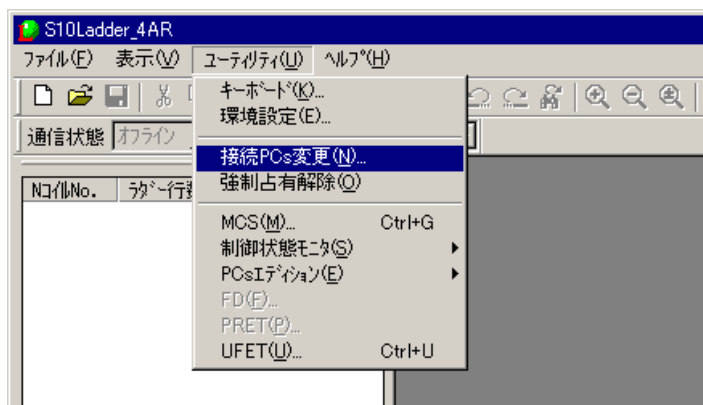 S10Ladder_4AR
ファイル(F) 表示(V) ユーティリティ(U) ヘルプ(H)
キーボード(K)...
環境設定(E)...
通信状態 オフライン
接続PCs変更(N)...
強制占有解除(O)
NコイルNo. ラダー行数
MCS(M)... Ctrl+G
制御状態モニタ(S)
PCsエディション(E)
FD(F)...
PRET(P)...
UFET(U)... Ctrl+U